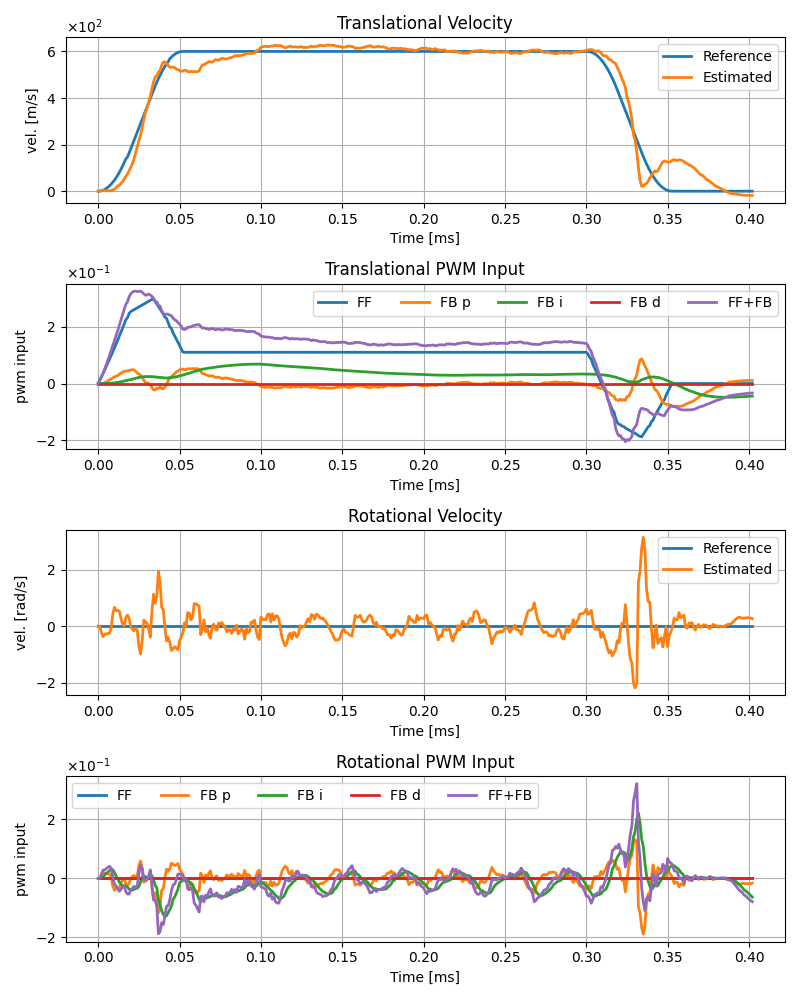 Translational Velocity
×10²
6
4
2
0
vel. [m/s]
Reference
Estimated
0.00 0.05 0.10 0.15 0.20 0.25 0.30 0.35 0.40
Time [ms]
Translational PWM Input
×10⁻¹
2
0
−2
pwm input
FF FB p FB i FB d FF+FB
0.00 0.05 0.10 0.15 0.20 0.25 0.30 0.35 0.40
Time [ms]
Rotational Velocity
2
0
−2
vel. [rad/s]
Reference
Estimated
0.00 0.05 0.10 0.15 0.20 0.25 0.30 0.35 0.40
Time [ms]
Rotational PWM Input
×10⁻¹
2
0
−2
pwm input
FF FB p FB i FB d FF+FB
0.00 0.05 0.10 0.15 0.20 0.25 0.30 0.35 0.40
Time [ms]